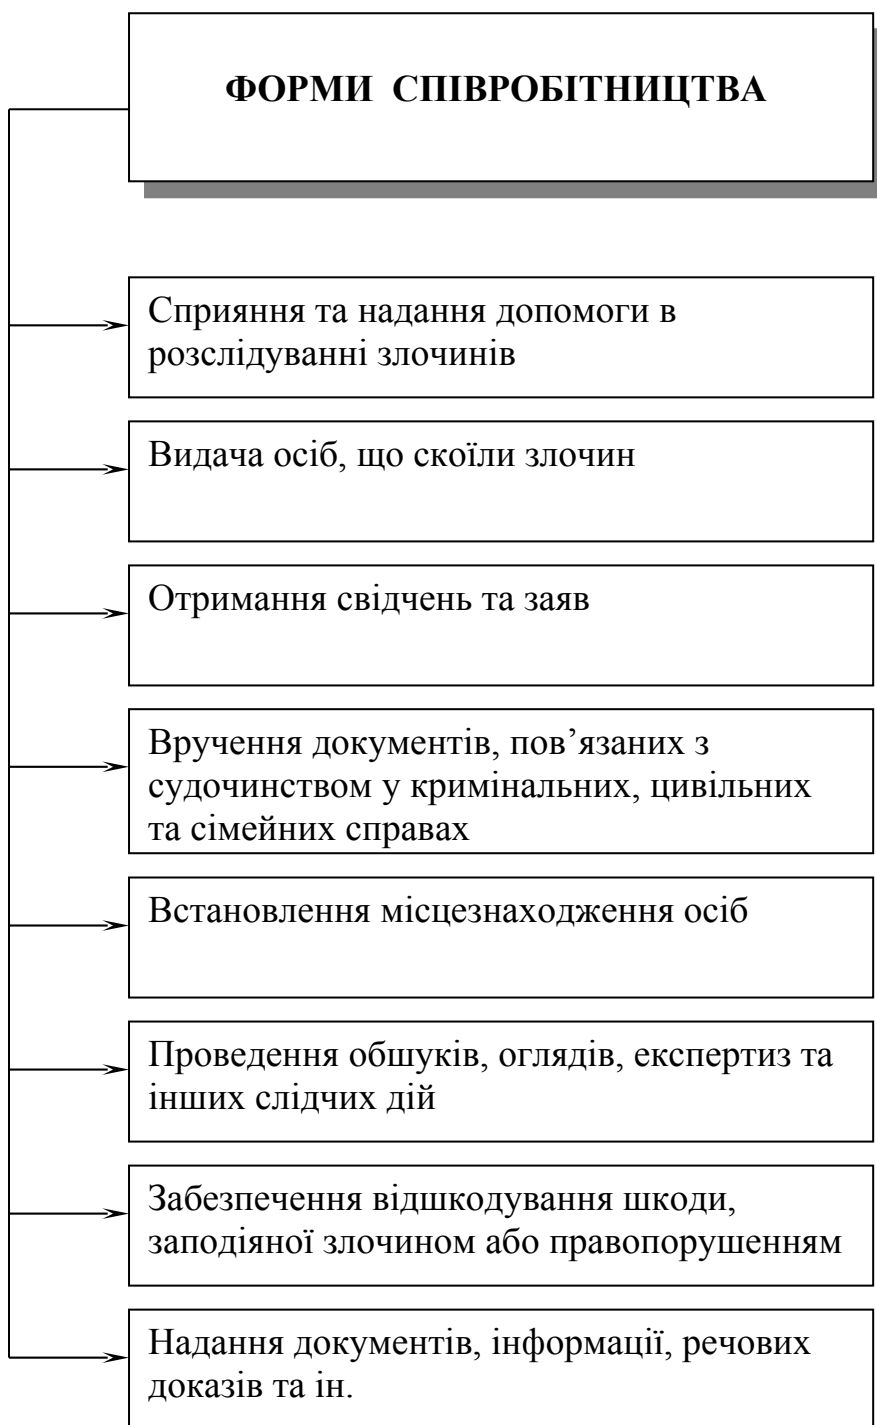 ФОРМИ СПІВРОБІТНИЦТВА
Сприяння та надання допомоги в
розслідуванні злочинів
Видача осіб, що скоїли злочин
Отримання свідчень та заяв
Вручення документів, пов’язаних з
судочинством у кримінальних, цивільних
та сімейних справах
Встановлення місцезнаходження осіб
Проведення обшуків, оглядів, експертиз та
інших слідчих дій
Забезпечення відшкодування шкоди,
заподіяної злочином або правопорушенням
Надання документів, інформації, речових
доказів та ін.